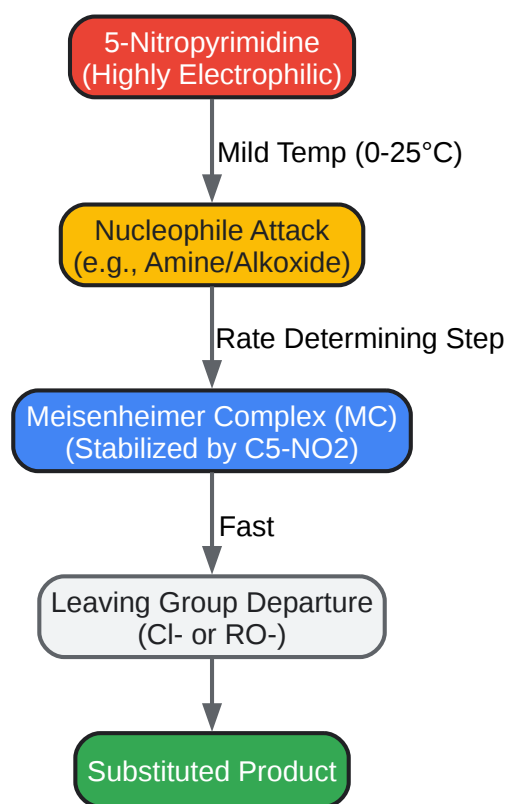 5-Nitropyrimidine
(Highly Electrophilic)
Mild Temp (0-25°C)
Nucleophile Attack
(e.g., Amine/Alkoxide)
Rate Determining Step
Meisenheimer Complex (MC)
(Stabilized by C5-NO2)
Fast
Leaving Group Departure
(Cl- or RO-)
Substituted Product